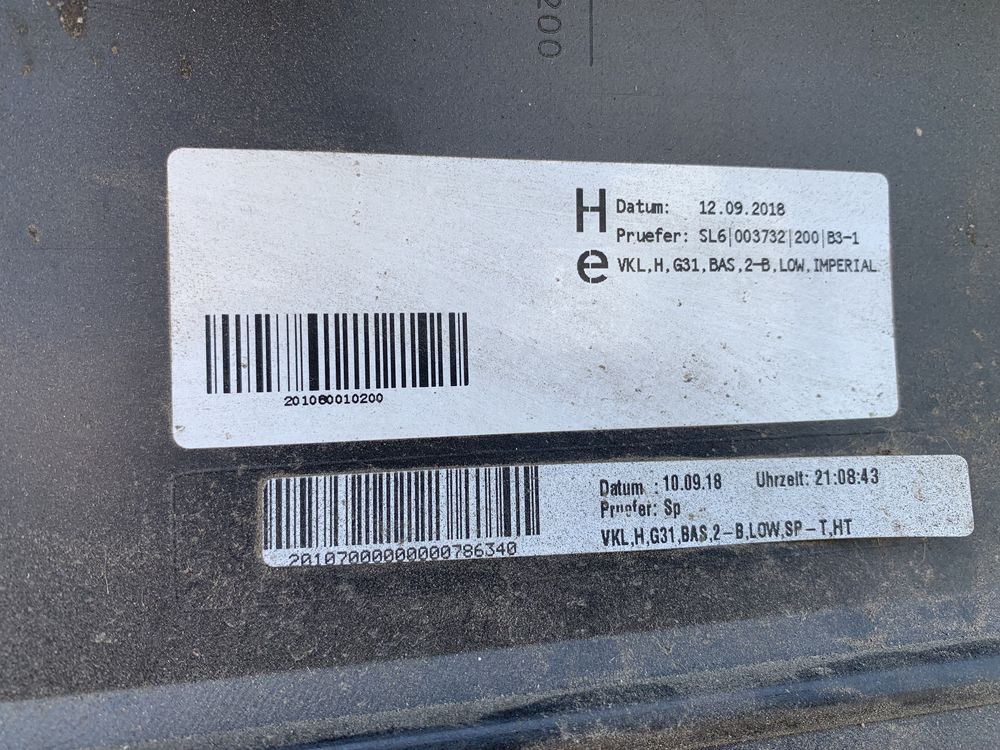 200
H Datum: 12.09.2018
Pruefer: SL6|003732|200|B3-1
e VKL,H,G31,BAS,2-B,LOW,IMPERIAL
201060010200
Datum : 10.09.18 Uhrzeit: 21:08:43
Pruefer: Sp
VKL,H,G31,BAS,2-B,LOW,SP-T,HT
20107000000000786340